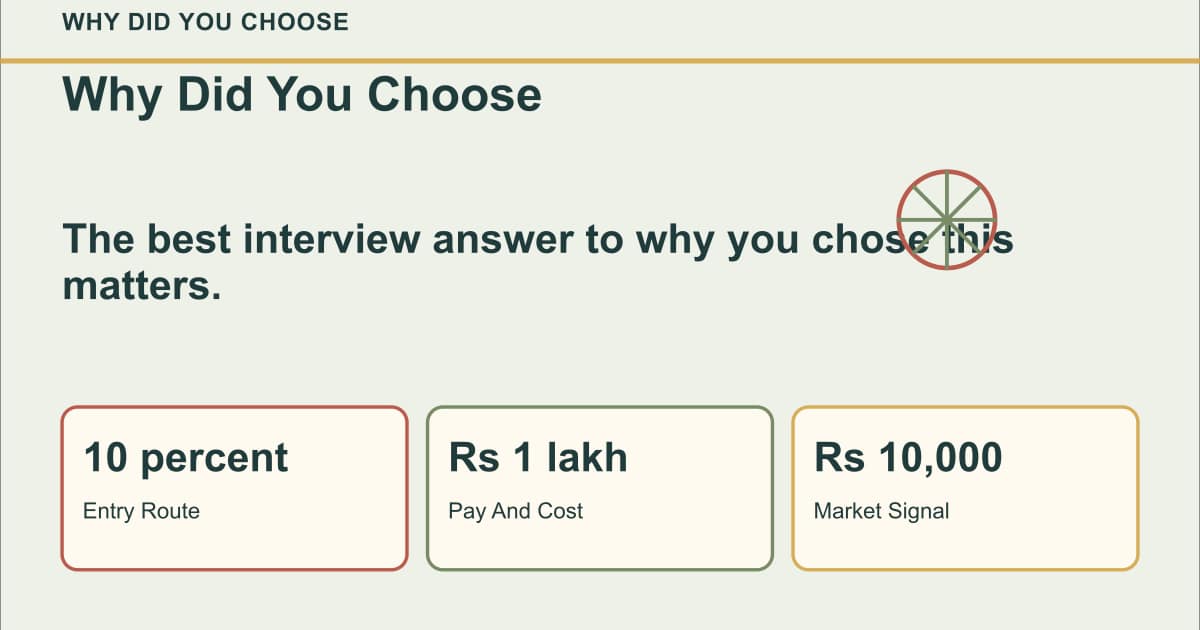 WHY DID YOU CHOOSE
Why Did You Choose
The best interview answer to why you chose this
matters.
10 percent
Entry Route
Rs 1 lakh
Pay And Cost
Rs 10,000
Market Signal